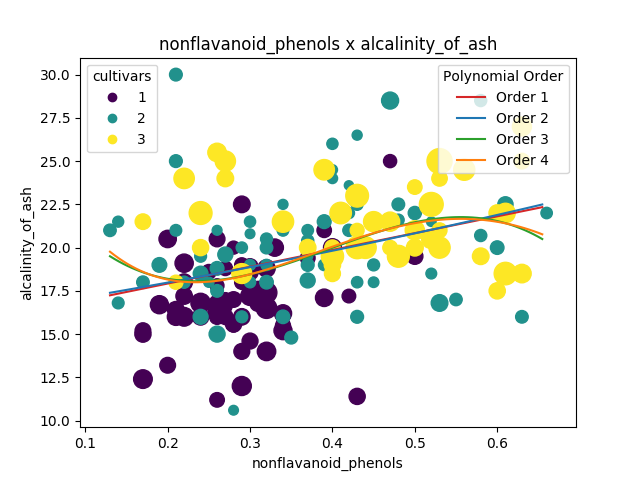 nonflavanoid_phenols x alcalinity_of_ash
cultivars
1
2
3
Polynomial Order
Order 1
Order 2
Order 3
Order 4
alcalinity_of_ash
30.0
27.5
25.0
22.5
20.0
17.5
15.0
12.5
10.0
0.1 0.2 0.3 0.4 0.5 0.6
nonflavanoid_phenols